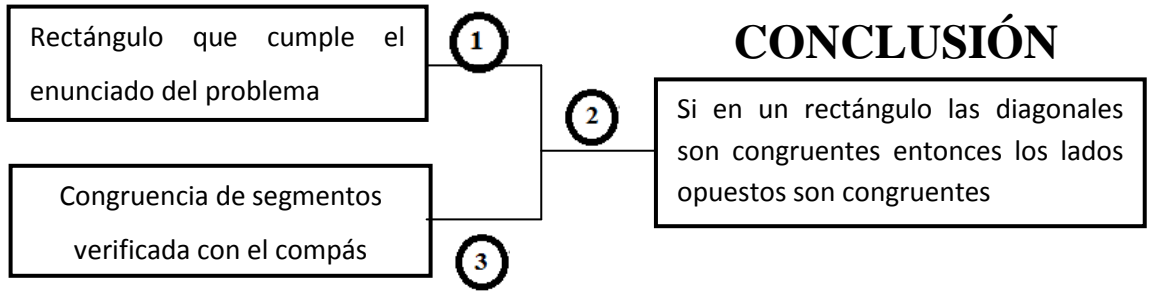 Rectángulo que cumple el
enunciado del problema
1
CONCLUSIÓN
2
Si en un rectángulo las diagonales
son congruentes entonces los lados
opuestos son congruentes
Congruencia de segmentos
verificada con el compás
3